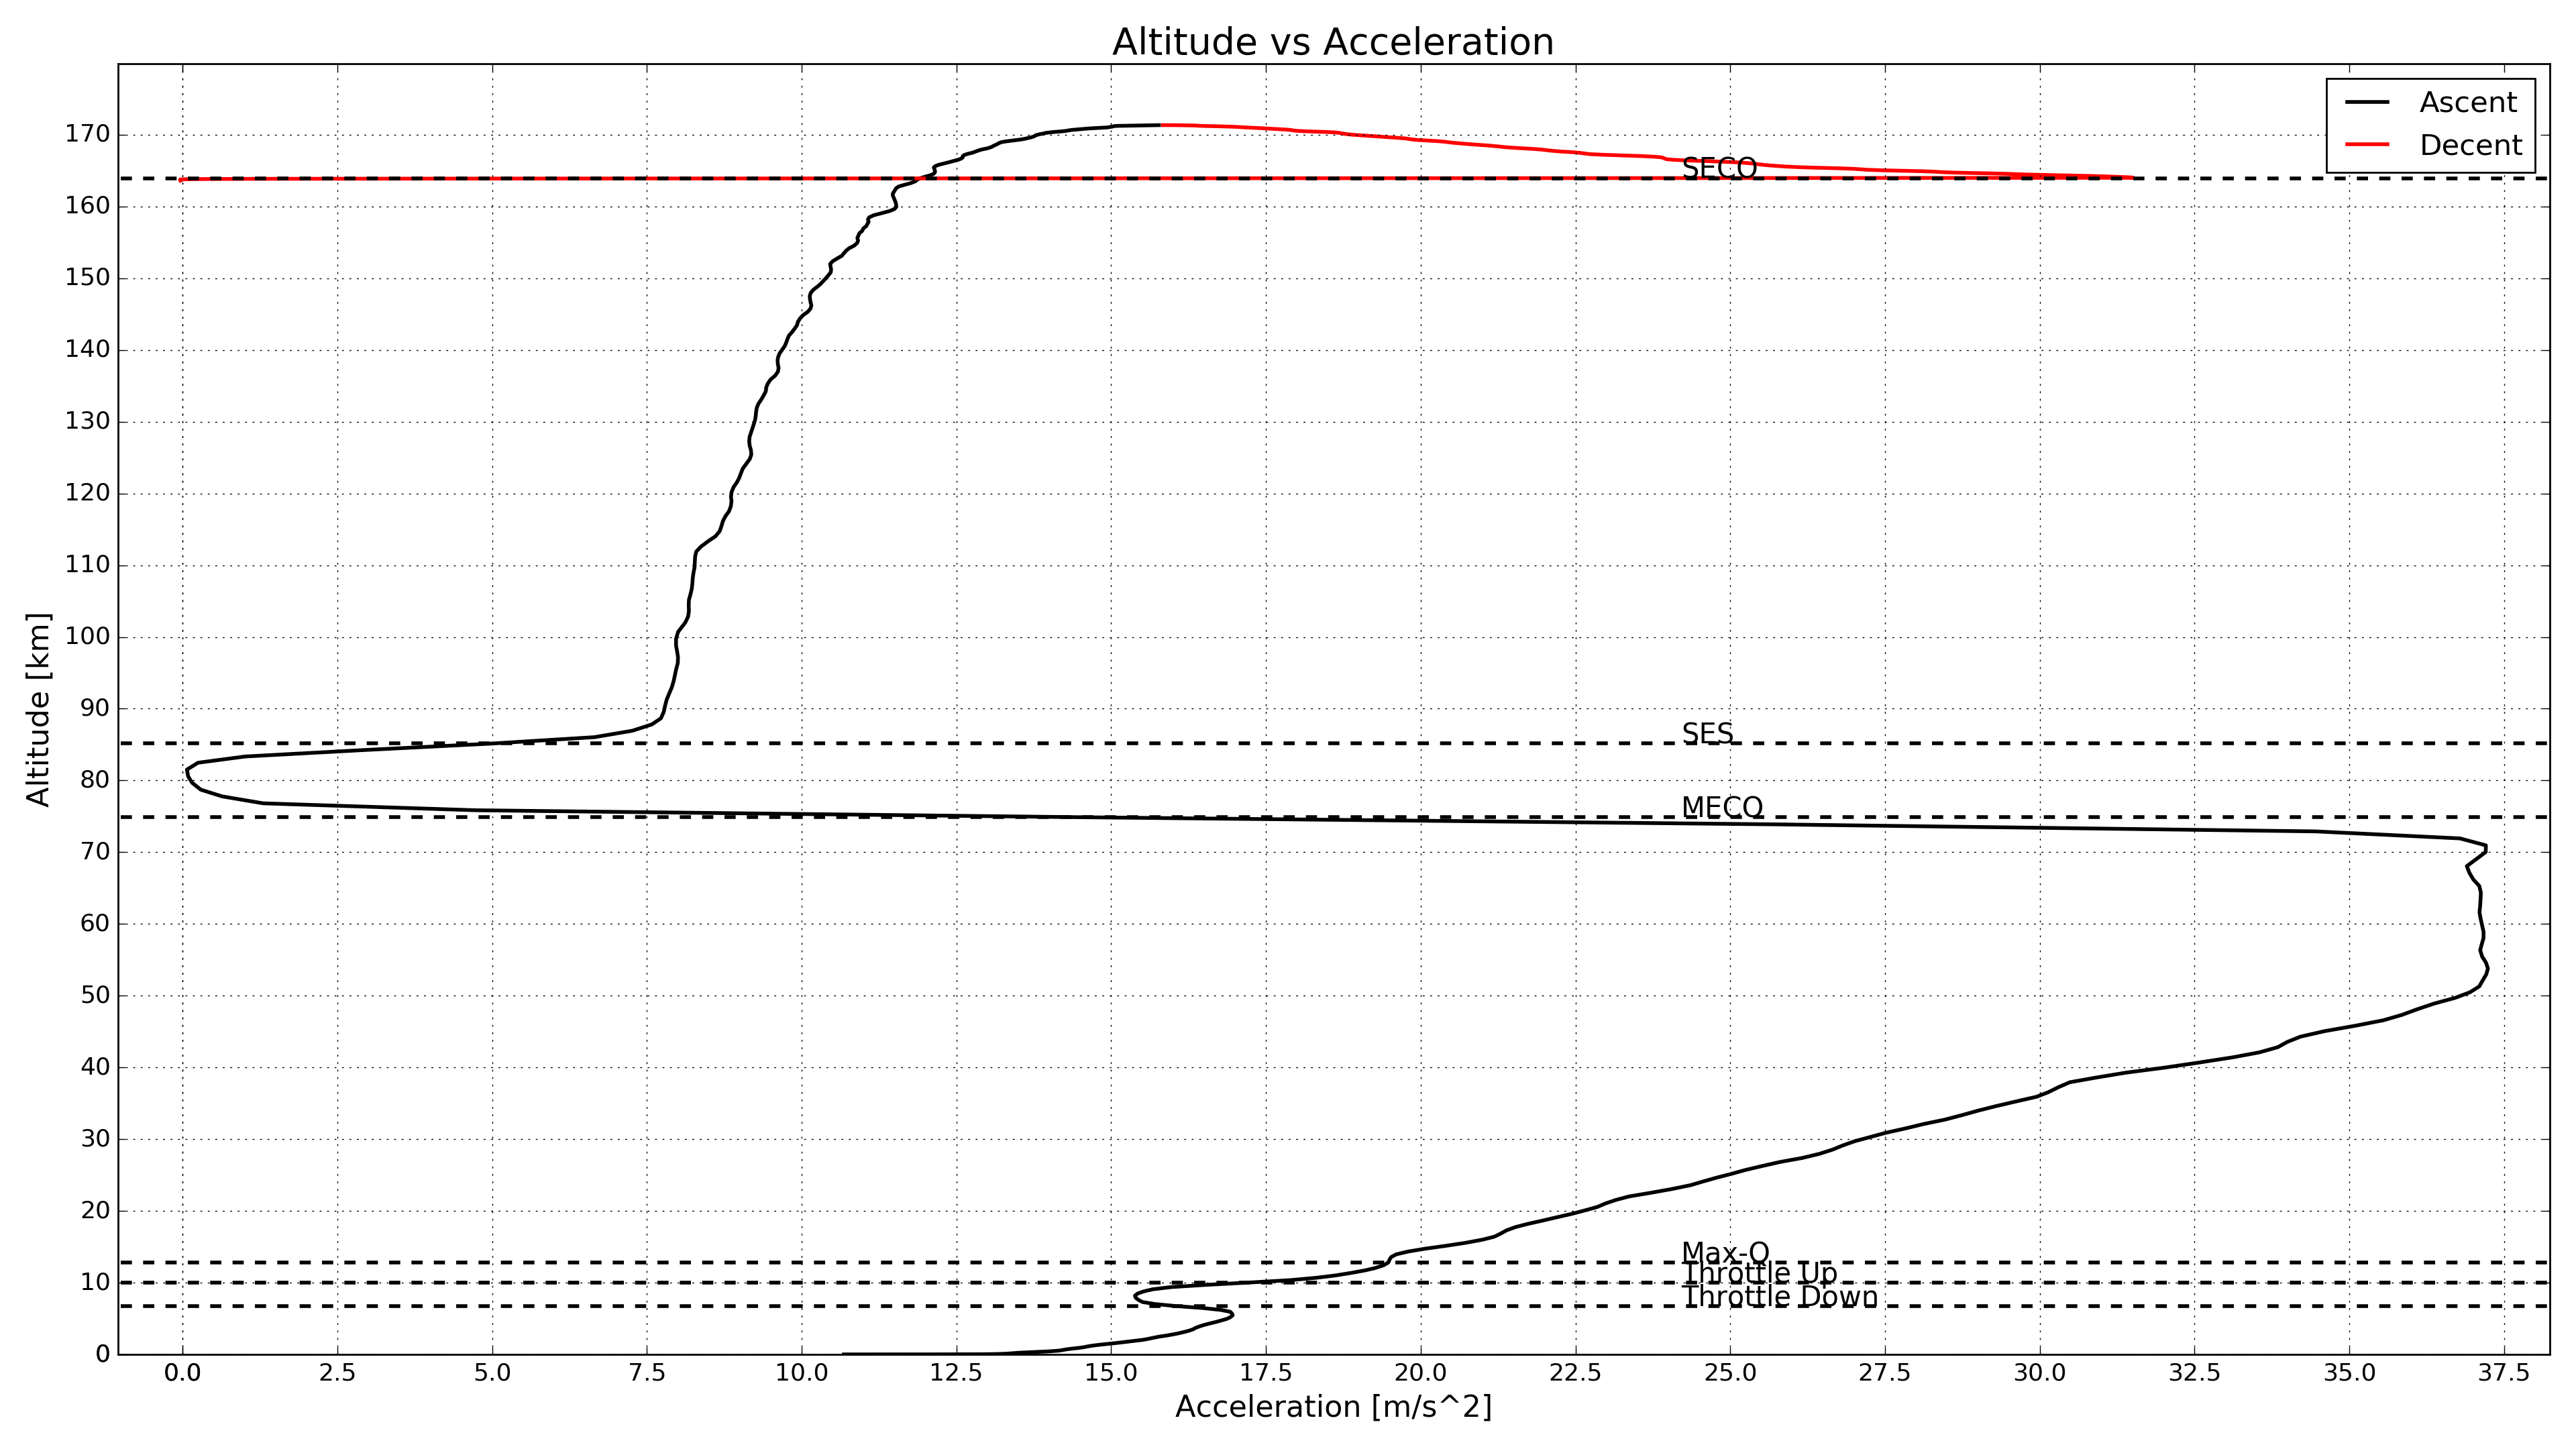 Altitude vs Acceleration
Ascent
Decent
170
160
150
140
130
120
110
100
90
80
70
60
50
40
30
20
10
0
Altitude [km]
SECO
SES
MECO
Max-Q
Throttle Up
Throttle Down
0.0 2.5 5.0 7.5 10.0 12.5 15.0 17.5 20.0 22.5 25.0 27.5 30.0 32.5 35.0 37.5
Acceleration [m/s^2]